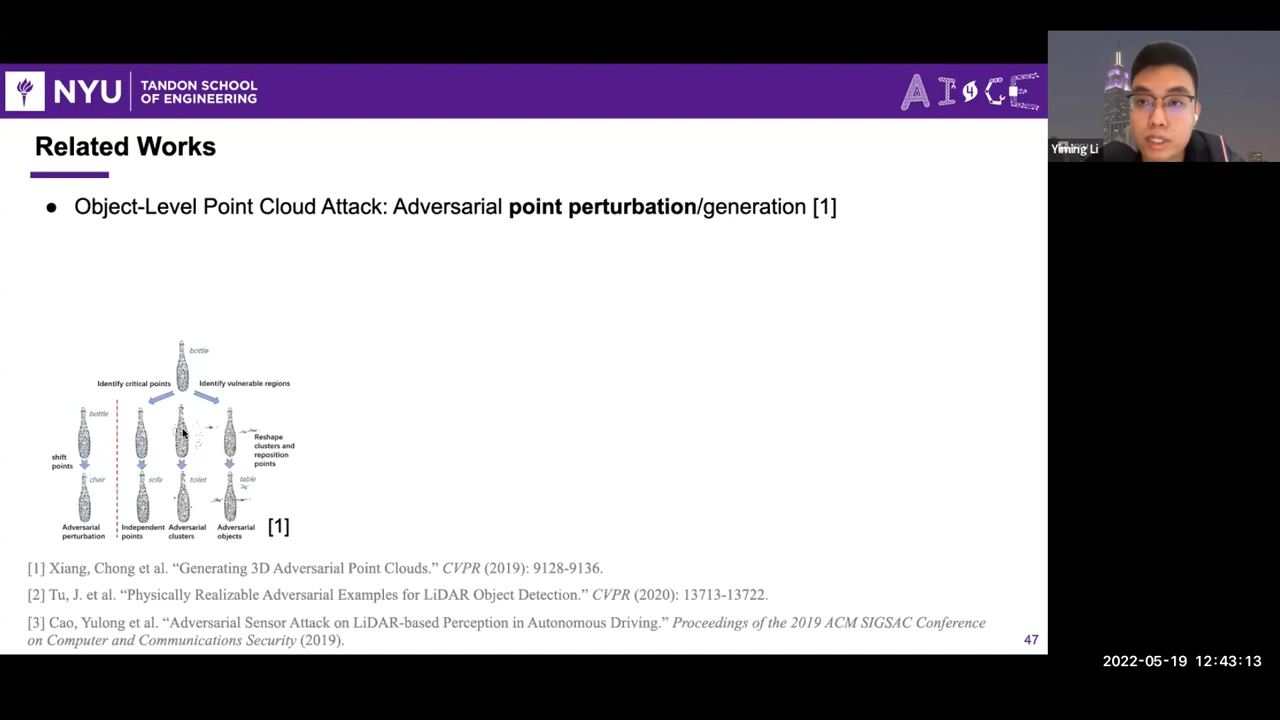 NYU
TANDON SCHOOL
OF ENGINEERING
AI4CE
Yiming Li
Related Works
● Object-Level Point Cloud Attack: Adversarial point perturbation/generation [1]
bottle
Identify critical points
Identify vulnerable regions
bottle
shift
points
Reshape
clusters and
reposition
points
chair
sofa
toilet
table
Adversarial
perturbation
Independent
points
Adversarial
clusters
Adversarial
objects
[1]
[1] Xiang, Chong et al. “Generating 3D Adversarial Point Clouds.” CVPR (2019): 9128-9136.
[2] Tu, J. et al. “Physically Realizable Adversarial Examples for LiDAR Object Detection.” CVPR (2020): 13713-13722.
[3] Cao, Yulong et al. “Adversarial Sensor Attack on LiDAR-based Perception in Autonomous Driving.” Proceedings of the 2019 ACM SIGSAC Conference
on Computer and Communications Security (2019).
47
2022-05-19 12:43:13